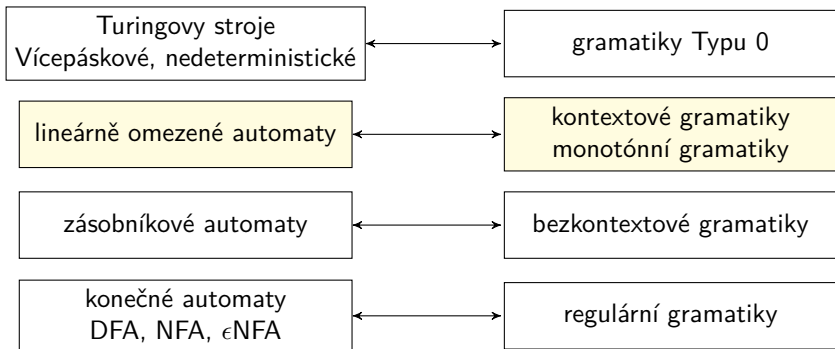 Turingovy stroje
Vícepáskové, nedeterministické
gramatiky Typu 0
lineárně omezené automaty
kontextové gramatiky
monotónní gramatiky
zásobníkové automaty
bezkontextové gramatiky
konečné automaty
DFA, NFA, ϵNFA
regulární gramatiky